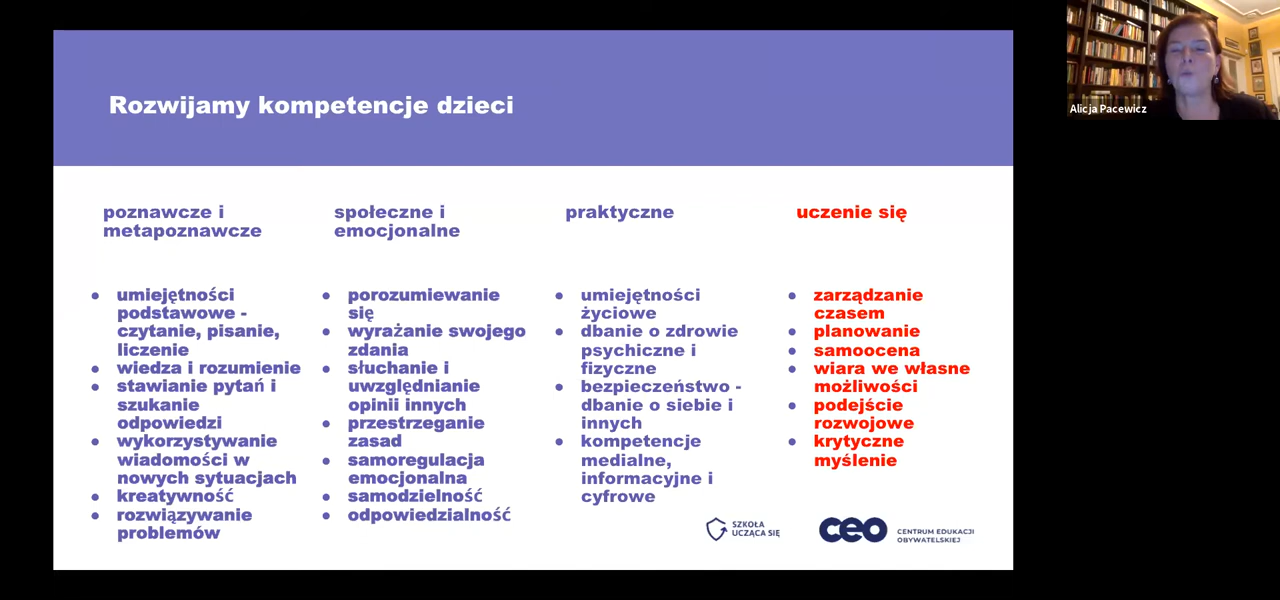 Rozwijamy kompetencje dzieci
Alicja Pacewicz
poznawcze i
metapoznawcze
● umiejętności
podstawowe -
czytanie, pisanie,
liczenie
● wiedza i rozumienie
● stawianie pytań i
szukanie
odpowiedzi
● wykorzystywanie
wiadomości w
nowych sytuacjach
● kreatywność
● rozwiązywanie
problemów
społeczne i
emocjonalne
● porozumiewanie
się
● wyrażanie swojego
zdania
● słuchanie i
uwzględnianie
opinii innych
● przestrzeganie
zasad
● samoregulacja
emocjonalna
● samodzielność
● odpowiedzialność
praktyczne
● umiejętności
życiowe
● dbanie o zdrowie
psychiczne i
fizyczne
● bezpieczeństwo -
dbanie o siebie i
innych
● kompetencje
medialne,
informacyjne i
cyfrowe
uczenie się
● zarządzanie
czasem
● planowanie
● samoocena
● wiara we własne
możliwości
● podejście
rozwojowe
● krytyczne
myślenie
SZKOŁA
UCZĄCA SIĘ
ceo
CENTRUM EDUKACJI
OBYWATELSKIEJ